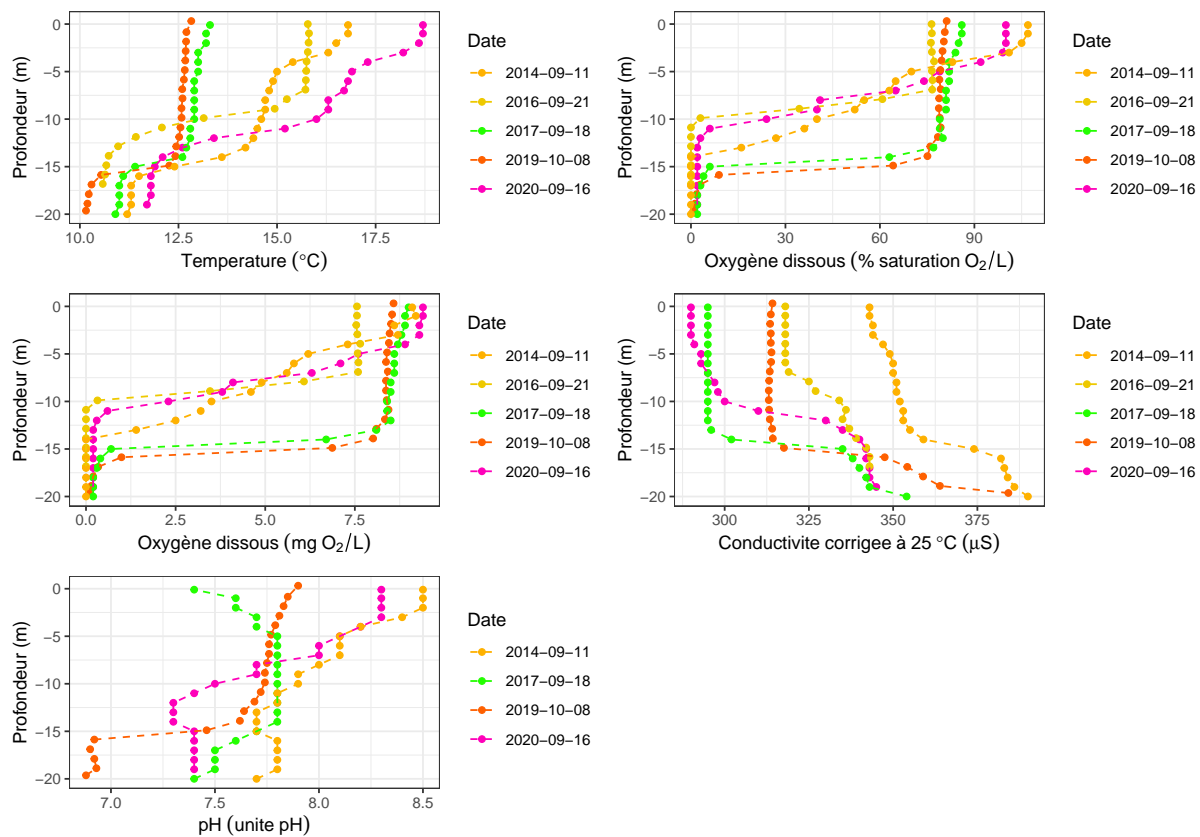 Profondeur (m)
0
−5
−10
−15
−20
10.0 12.5 15.0 17.5
Temperature (°C)
Date
2014−09−11
2016−09−21
2017−09−18
2019−10−08
2020−09−16
Profondeur (m)
0
−5
−10
−15
−20
0 30 60 90
Oxygène dissous (% saturation O₂/L)
Date
2014−09−11
2016−09−21
2017−09−18
2019−10−08
2020−09−16
Profondeur (m)
0
−5
−10
−15
−20
0.0 2.5 5.0 7.5
Oxygène dissous (mg O₂/L)
Date
2014−09−11
2016−09−21
2017−09−18
2019−10−08
2020−09−16
Profondeur (m)
0
−5
−10
−15
−20
300 325 350 375
Conductivite corrigee à 25 °C (μS)
Date
2014−09−11
2016−09−21
2017−09−18
2019−10−08
2020−09−16
Profondeur (m)
0
−5
−10
−15
−20
7.0 7.5 8.0 8.5
pH (unite pH)
Date
2014−09−11
2017−09−18
2019−10−08
2020−09−16